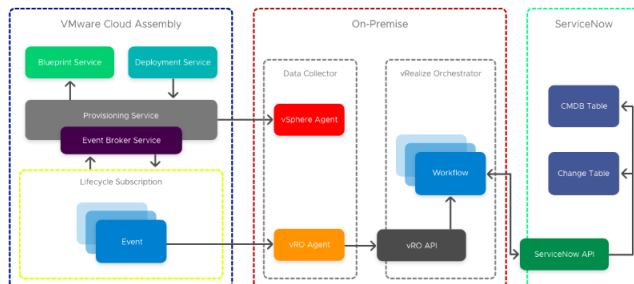 VMware Cloud Assembly
On-Premise
ServiceNow
Blueprint Service
Deployment Service
Data Collector
vRealize Orchestrator
Provisioning Service
Event Broker Service
vSphere Agent
CMDB Table
Lifecycle Subscription
Workflow
Change Table
Event
vRO Agent
vRO API
ServiceNow API